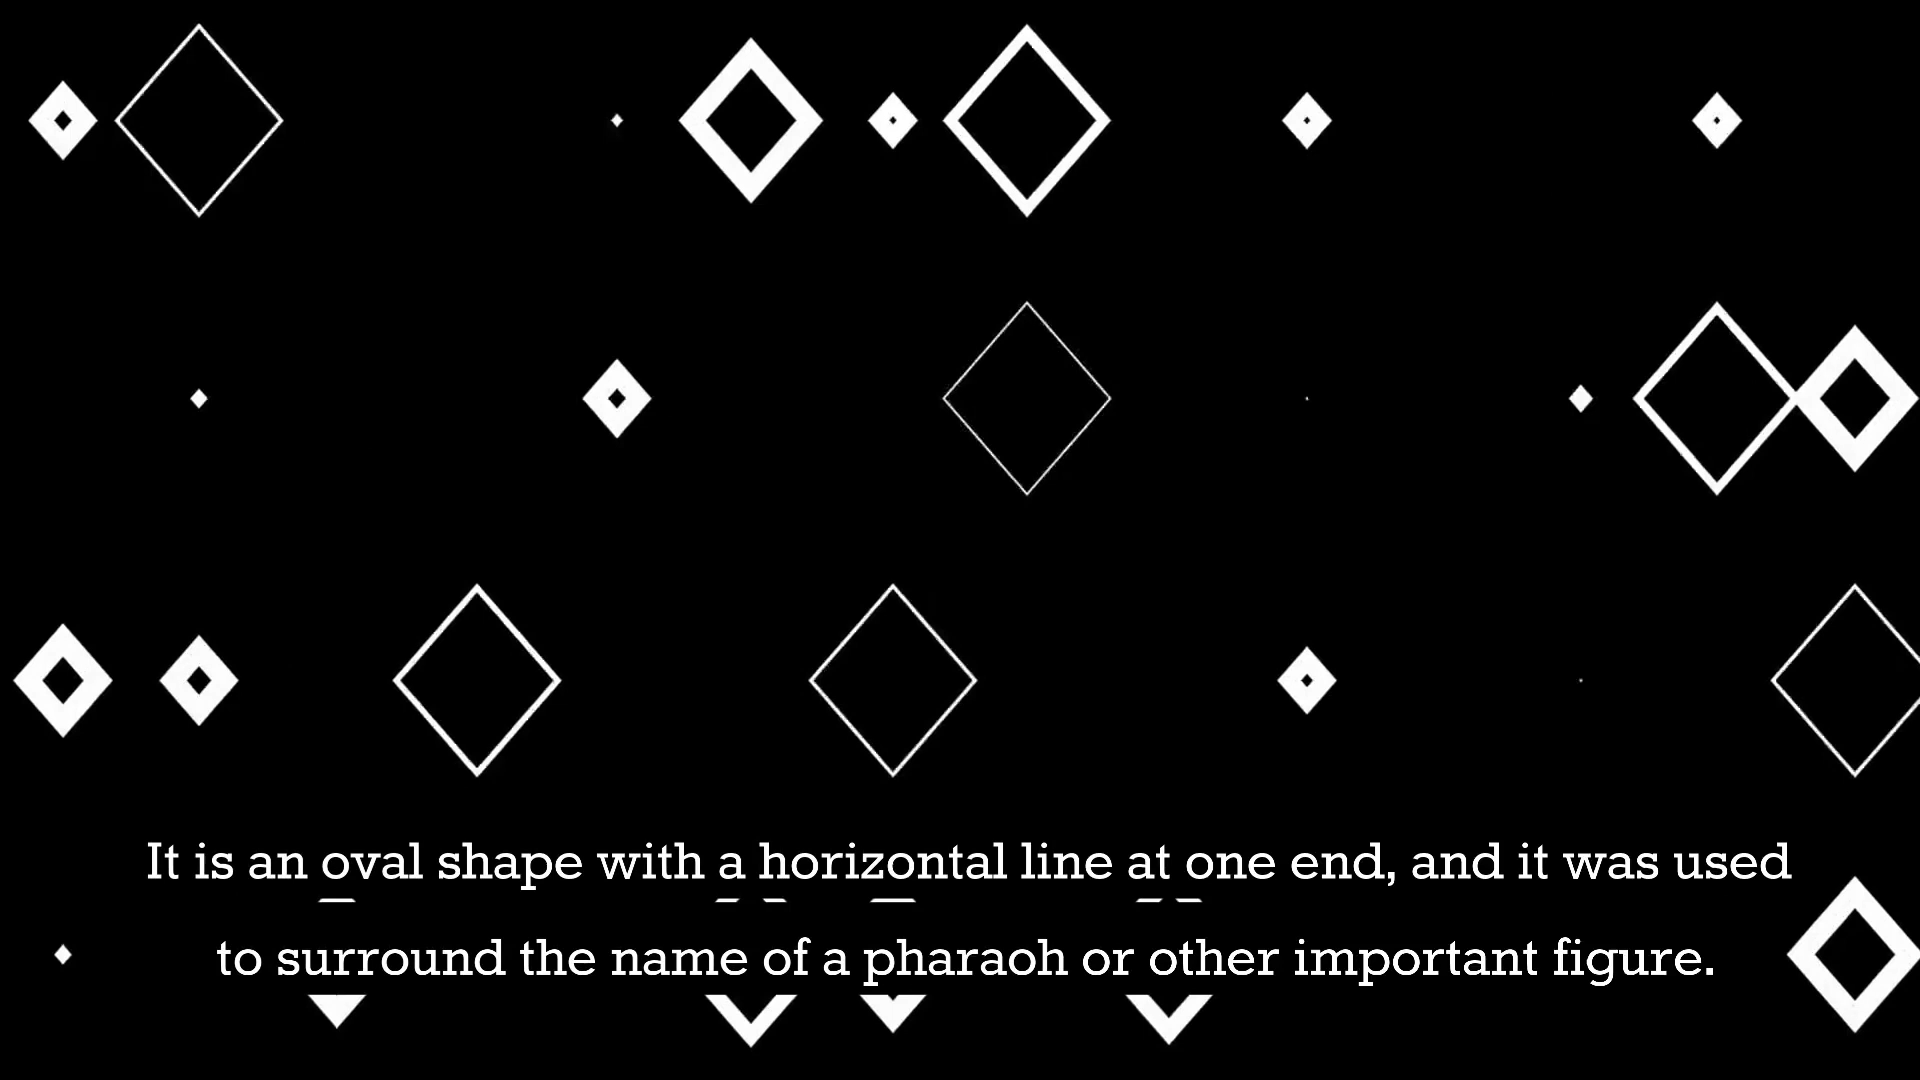 It is an oval shape with a horizontal line at one end, and it was used
to surround the name of a pharaoh or other important figure.